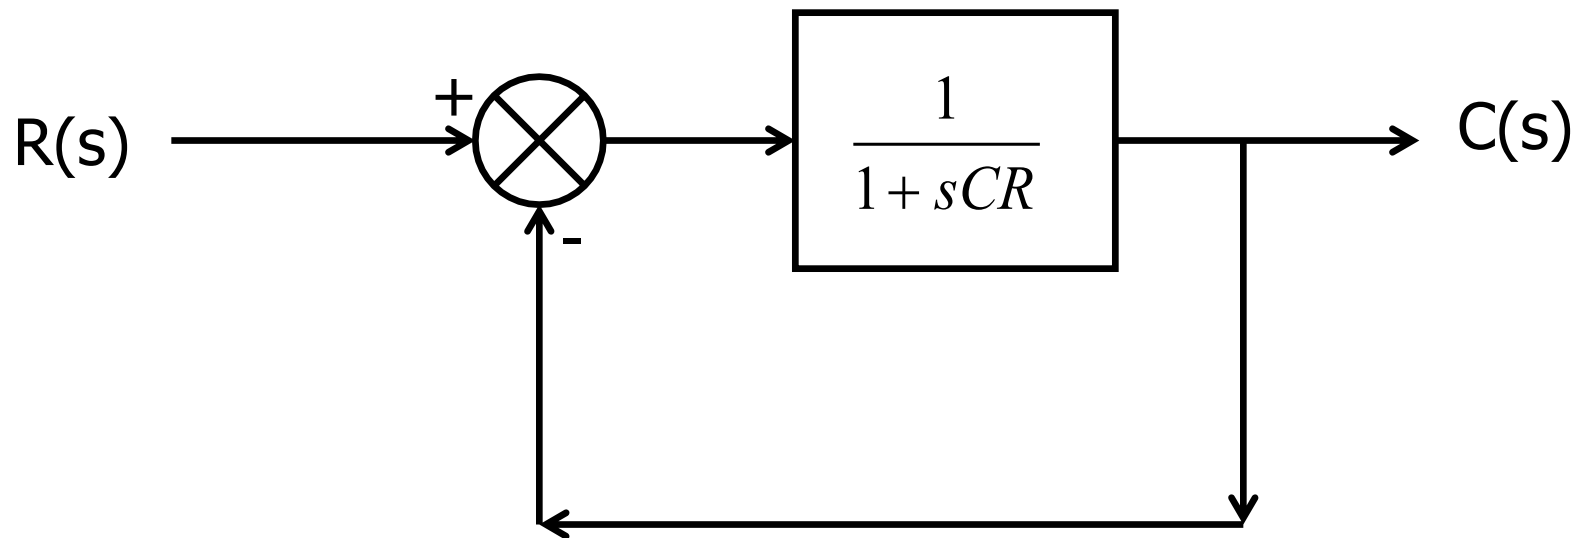 R(s)
+
-
1
1 + sCR
C(s)